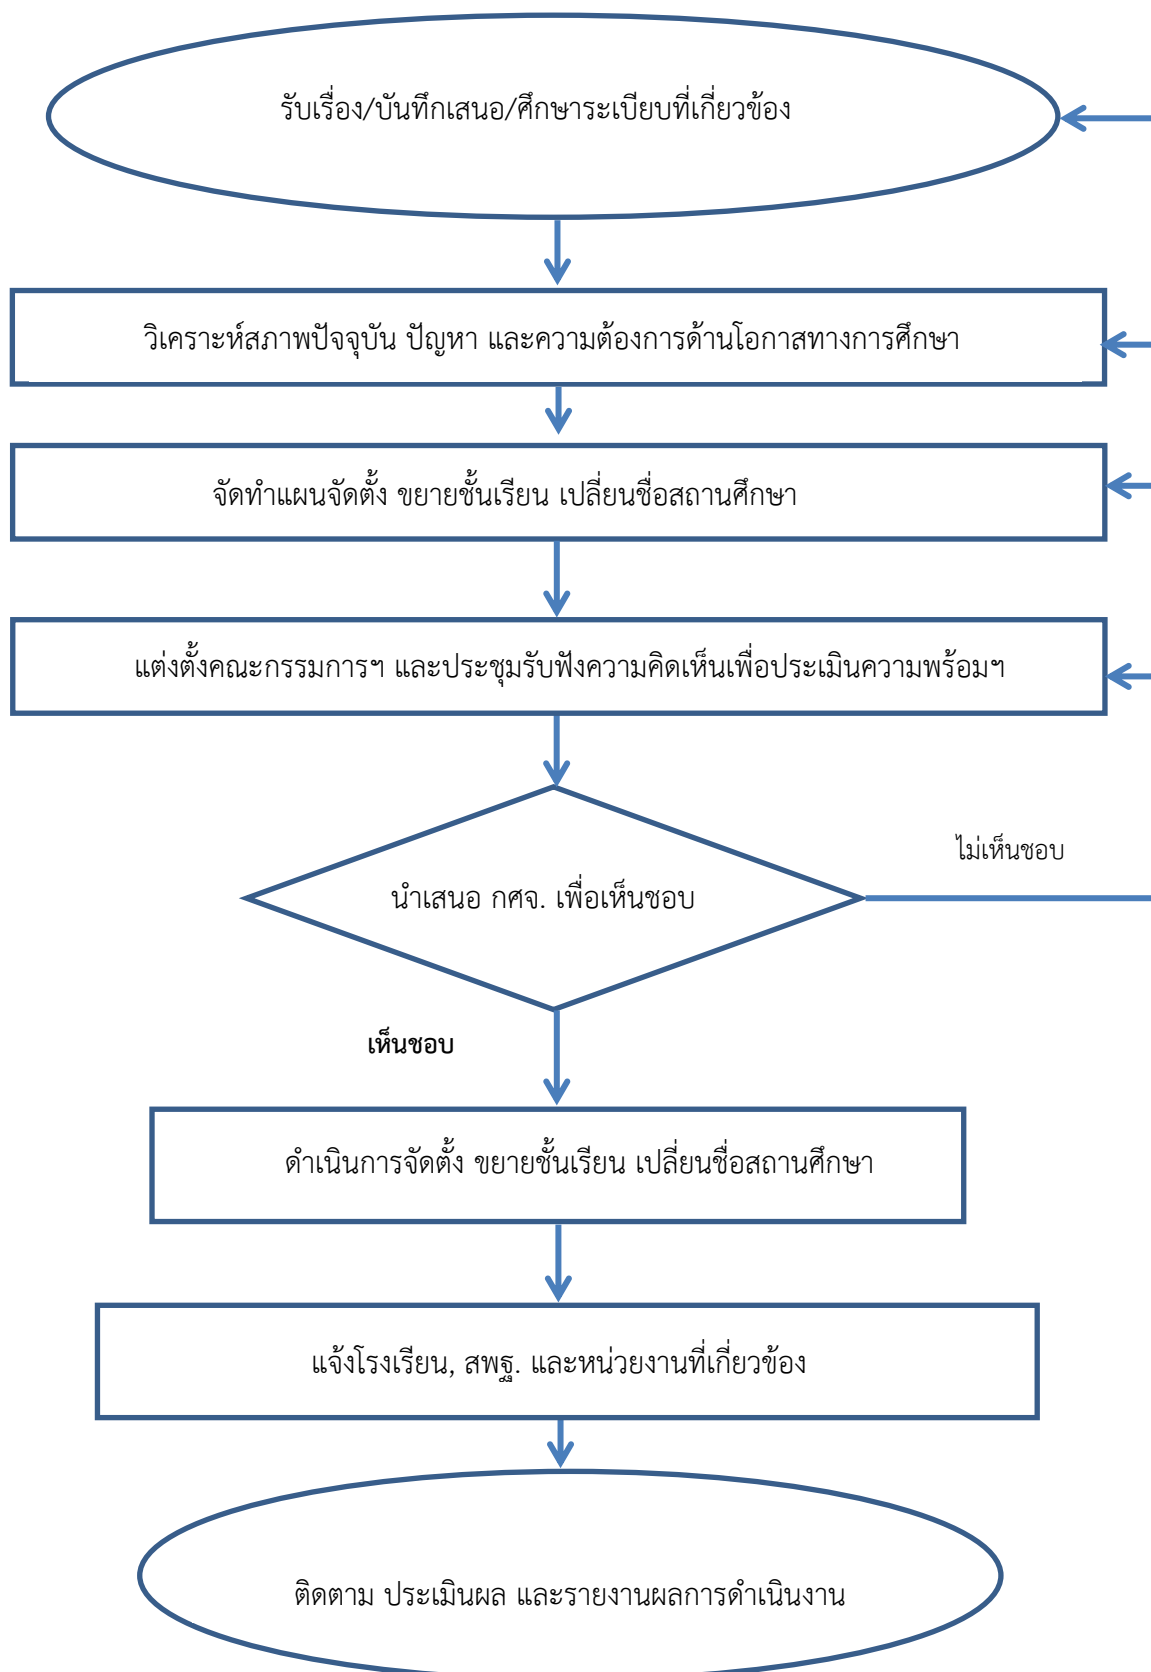 รับเรื่อง/บันทึกเสนอ/ศึกษาระเบียบที่เกี่ยวข้อง
วิเคราะห์สภาพปัจจุบัน ปัญหา และความต้องการด้านโอกาสทางการศึกษา
จัดทำแผนจัดตั้ง ขยายชั้นเรียน เปลี่ยนชื่อสถานศึกษา
แต่งตั้งคณะกรรมการฯ และประชุมรับฟังความคิดเห็นเพื่อประเมินความพร้อมฯ
ไม่เห็นชอบ
นำเสนอ กศจ. เพื่อเห็นชอบ
เห็นชอบ
ดำเนินการจัดตั้ง ขยายชั้นเรียน เปลี่ยนชื่อสถานศึกษา
แจ้งโรงเรียน, สพฐ. และหน่วยงานที่เกี่ยวข้อง
ติดตาม ประเมินผล และรายงานผลการดำเนินงาน